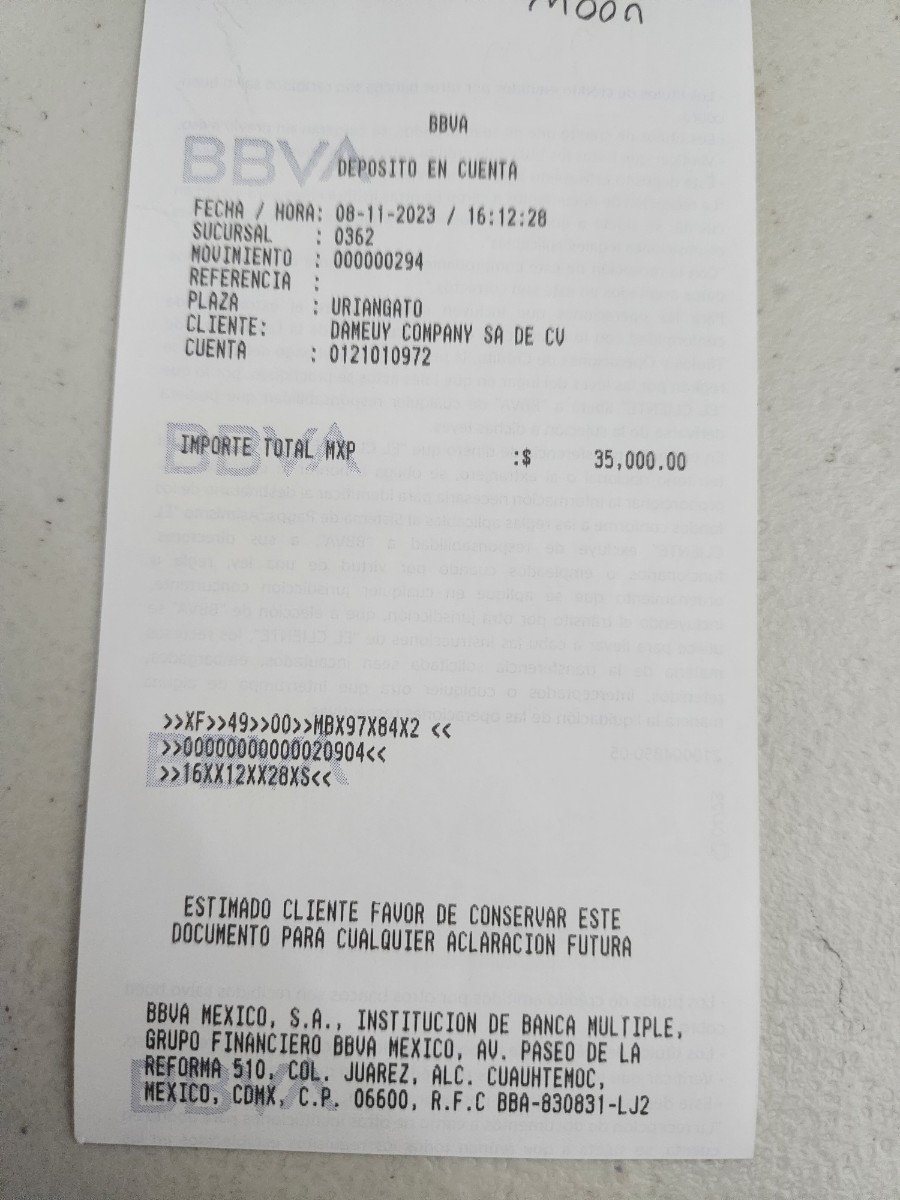 Moon
BBVA
BBVA
DEPOSITO EN CUENTA
FECHA / HORA: 08-11-2023 / 16:12:28
SUCURSAL : 0362
MOVIMIENTO : 000000294
REFERENCIA :
PLAZA : URIANGATO
CLIENTE: DAMEUY COMPANY SA DE CV
CUENTA : 0121010972
BBVA
IMPORTE TOTAL MXP :$ 35,000.00
>>XF>>49>>00>>MBX97X84X2 <<
>>00000000000020904<<
>>16XX12XX28XS<<
BBVA
ESTIMADO CLIENTE FAVOR DE CONSERVAR ESTE
DOCUMENTO PARA CUALQUIER ACLARACION FUTURA
BBVA MEXICO, S.A., INSTITUCION DE BANCA MULTIPLE,
GRUPO FINANCIERO BBVA MEXICO, AV. PASEO DE LA
REFORMA 510, COL. JUAREZ, ALC. CUAUHTEMOC,
MEXICO, CDMX, C.P. 06600, R.F.C BBA-830831-LJ2
BBVA